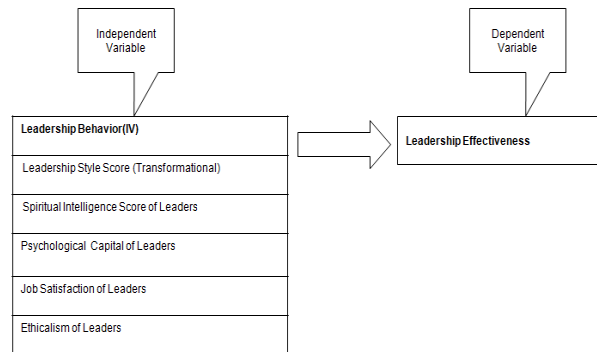 Independent
Variable
Dependent
Variable
Leadership Behavior(IV)
Leadership Effectiveness
Leadership Style Score (Transformational)
Spiritual Intelligence Score of Leaders
Psychological Capital of Leaders
Job Satisfaction of Leaders
Ethicalism of Leaders